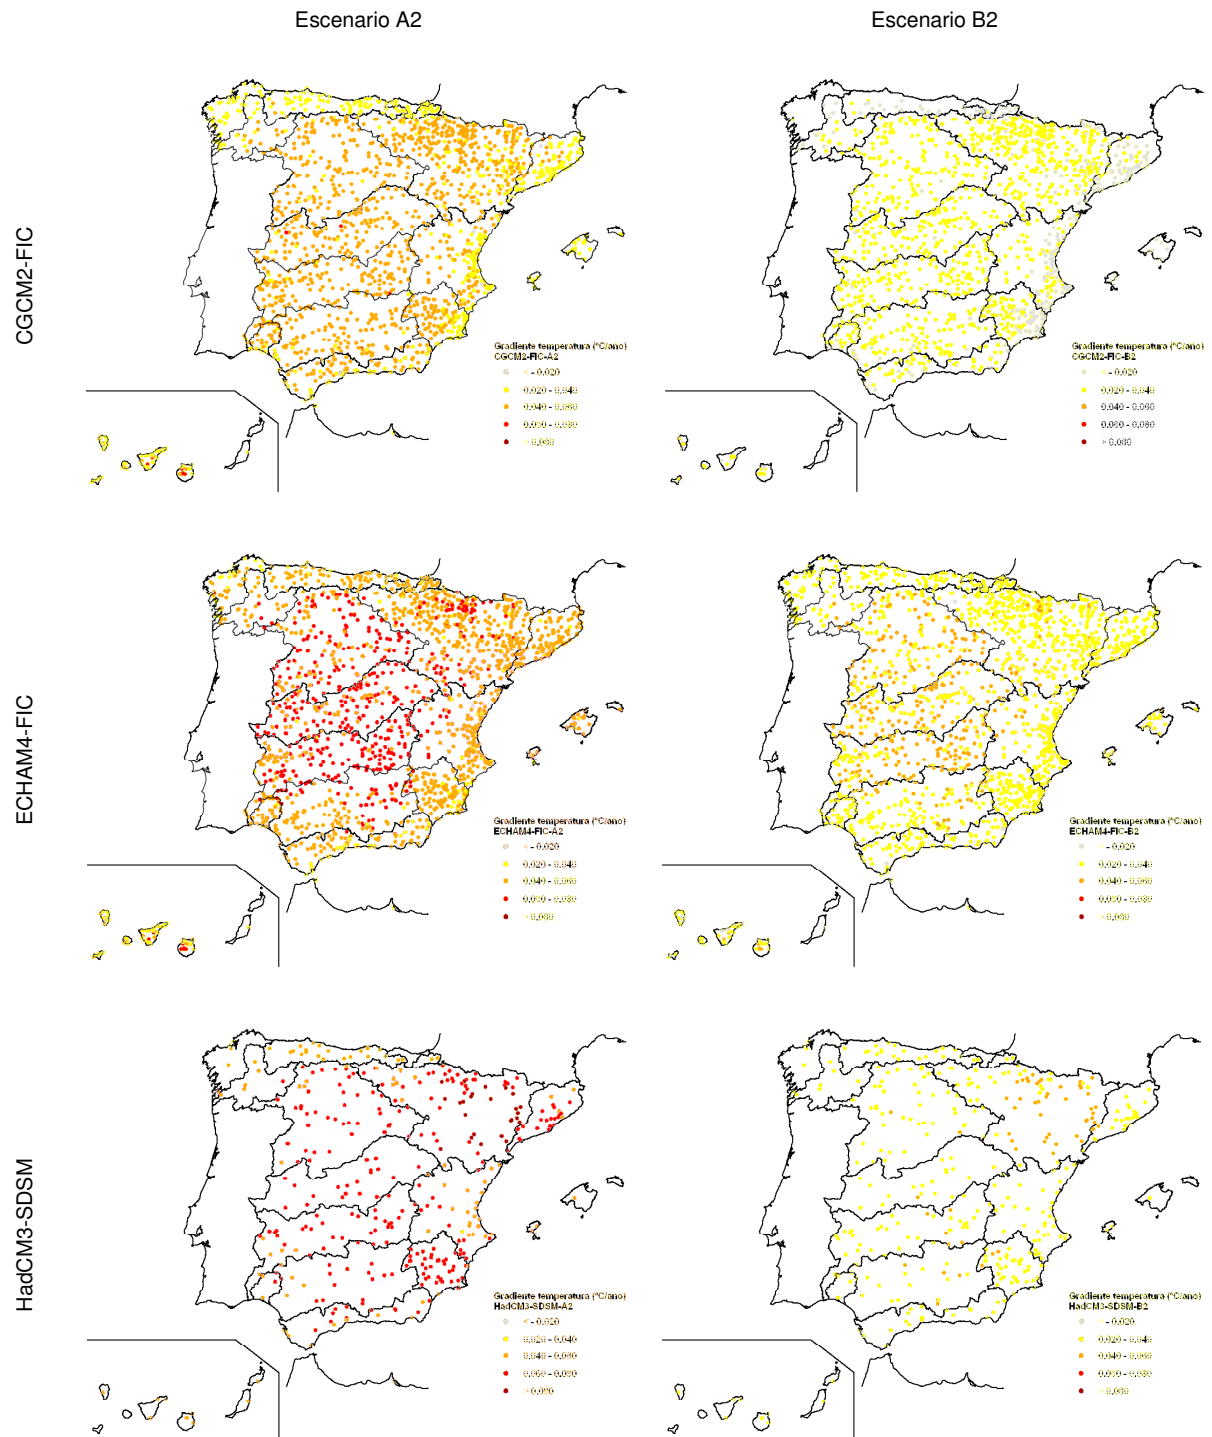 Escenario A2
Escenario B2
CGCM2-FIC
Gradiente temperatura (°C/ano)
CGCM2-FIC-A2
< - 0.020
0.020 - 0.040
0.040 - 0.060
0.060 - 0.080
> 0.080
Gradiente temperatura (°C/ano)
CGCM2-FIC-B2
< - 0.020
0.020 - 0.040
0.040 - 0.060
0.060 - 0.080
> 0.080
ECHAM4-FIC
Gradiente temperatura (°C/ano)
ECHAM4-FIC-A2
< - 0.020
0.020 - 0.040
0.040 - 0.060
0.060 - 0.080
> 0.080
Gradiente temperatura (°C/ano)
ECHAM4-FIC-B2
< - 0.020
0.020 - 0.040
0.040 - 0.060
0.060 - 0.080
> 0.080
HadCM3-SDSM
Gradiente temperatura (°C/ano)
HadCM3-SDSM-A2
< - 0.020
0.020 - 0.040
0.040 - 0.060
0.060 - 0.080
> 0.080
Gradiente temperatura (°C/ano)
HadCM3-SDSM-B2
< - 0.020
0.020 - 0.040
0.040 - 0.060
0.060 - 0.080
> 0.080